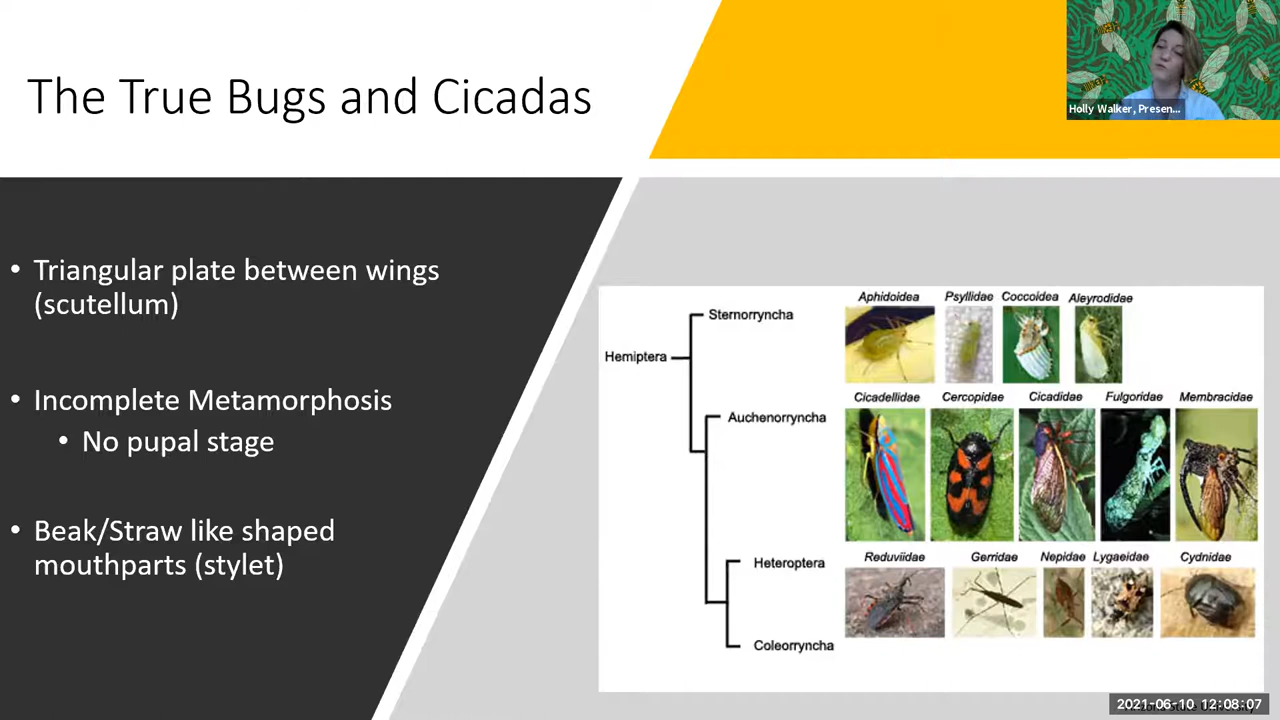 The True Bugs and Cicadas
Holly Walker, Presen...
• Triangular plate between wings
(scutellum)
• Incomplete Metamorphosis
• No pupal stage
• Beak/Straw like shaped
mouthparts (stylet)
Hemiptera
Sternorryncha
Aphidoidea Psyllidae Coccoidea Aleyrodidae
Auchenorryncha
Cicadellidae Cercopidae Cicadidae Fulgoridae Membracidae
Heteroptera
Reduviidae Gerridae Nepidae Lygaeidae Cydnidae
Coleorryncha
2021-06-10 12:08:07